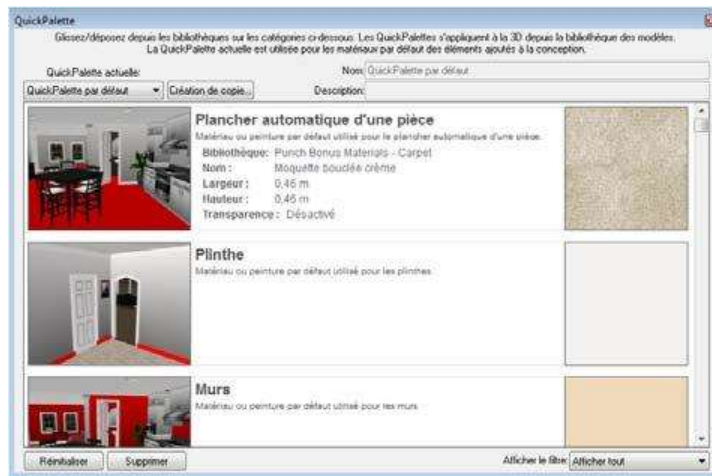 QuickPalette
Glissez/déposez depuis les bibliothèques sur les catégories ci-dessous. Les QuickPalettes s'appliquent à la 3D depuis la bibliothèque des modèles.
La QuickPalette actuelle est utilisée pour les matériaux par défaut des éléments ajoutés à la conception.
QuickPalette actuelle:
Nom: QuickPalette par défaut
QuickPalette par défaut
Création de copie...
Description:
Plancher automatique d'une pièce
Matériau ou peinture par défaut utilisé pour le plancher automatique d'une pièce.
Bibliothèque: Punch Bonus Materials - Carpet
Nom : Moquette bouclée crème
Largeur : 0,46 m
Hauteur : 0,46 m
Transparence : Désactivé
Plinthe
Matériau ou peinture par défaut utilisé pour les plinthes.
Murs
Matériau ou peinture par défaut utilisé pour les murs
Réinitialiser
Supprimer
Afficher le filtre: Afficher tout